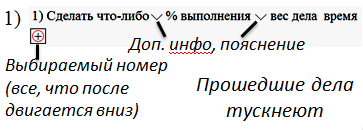 1) 1) Сделать что-либо % выполнения вес дела время
Доп. инфо, пояснение
Выбираемый номер
(все, что после
двигается вниз)
Прошедшие дела
тускнеют